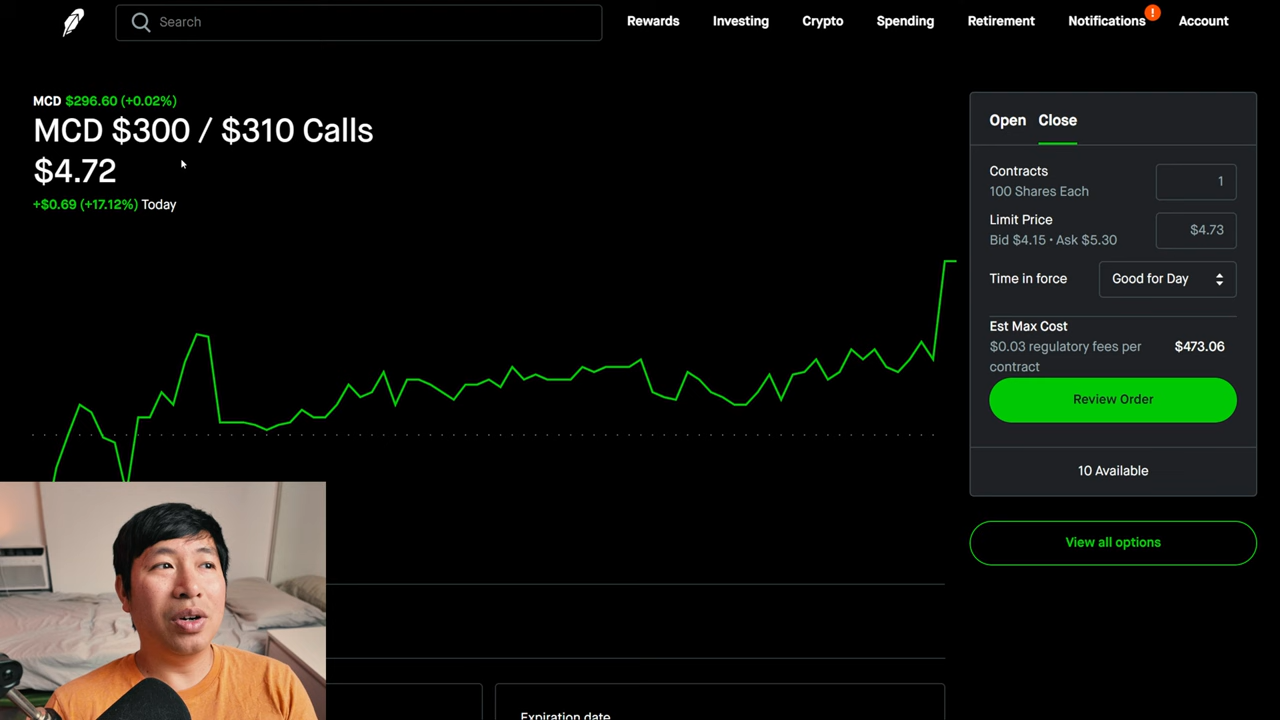 Search
Rewards
Investing
Crypto
Spending
Retirement
Notifications
!
Account
MCD $296.60 (+0.02%)
MCD $300 / $310 Calls
$4.72
+$0.69 (+17.12%) Today
Open
Close
Contracts
100 Shares Each
1
Limit Price
Bid $4.15 • Ask $5.30
$4.73
Time in force
Good for Day
Est Max Cost
$0.03 regulatory fees per
contract
$473.06
Review Order
10 Available
View all options
Expiration date